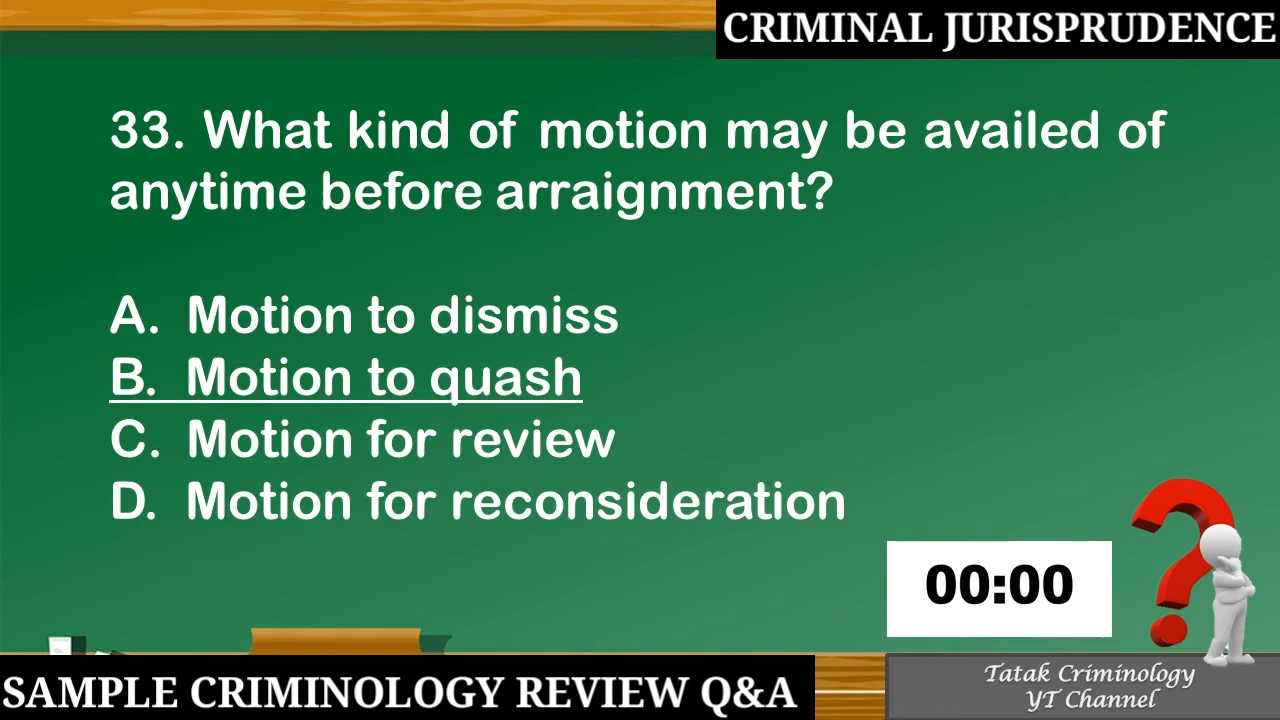 CRIMINAL JURISPRUDENCE
33. What kind of motion may be availed of
anytime before arraignment?
A. Motion to dismiss
B. Motion to quash
C. Motion for review
D. Motion for reconsideration
00:00
SAMPLE CRIMINOLOGY REVIEW Q&A
Tatak Criminology
YT Channel